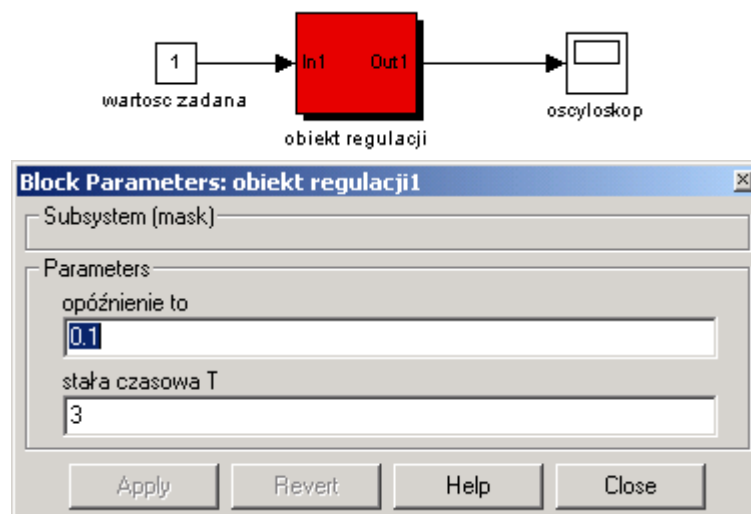 1
In1 Out1
wartosc zadana
oscyloskop
obiekt regulacji
Block Parameters: obiekt regulacji1
Subsystem (mask)
Parameters
opóźnienie to
0.1
stała czasowa T
3
Apply Revert Help Close